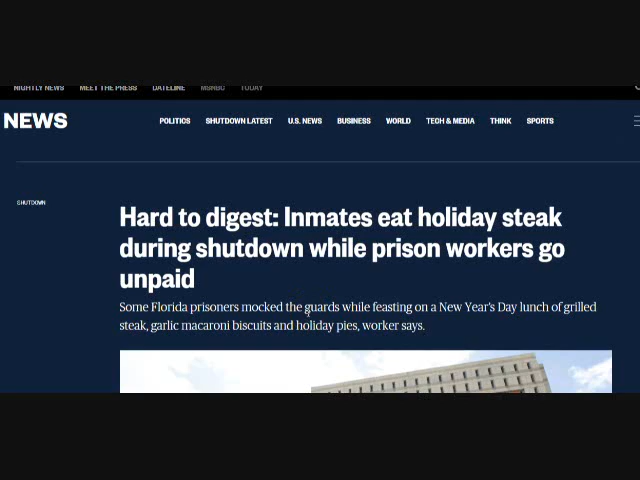 NIGHTLY NEWS MEET THE PRESS DATELINE MSNBC TODAY
NEWS POLITICS SHUTDOWN LATEST U.S. NEWS BUSINESS WORLD TECH & MEDIA THINK SPORTS
SHUTDOWN
Hard to digest: Inmates eat holiday steak
during shutdown while prison workers go
unpaid
Some Florida prisoners mocked the guards while feasting on a New Year's Day lunch of grilled
steak, garlic macaroni biscuits and holiday pies, worker says.